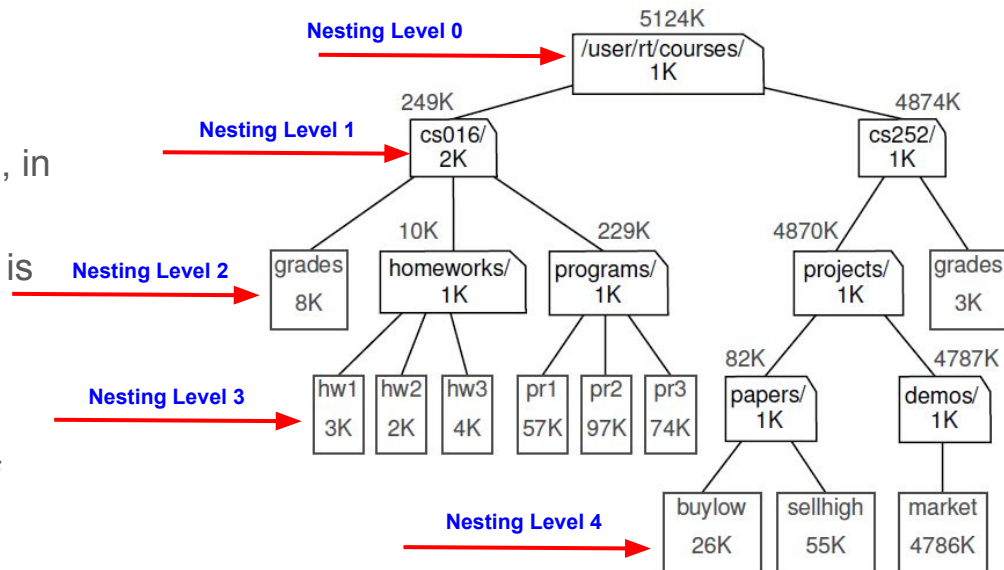 5124K
Nesting Level 0
/user/rt/courses/
1K
249K
4874K
Nesting Level 1
cs016/
2K
cs252/
1K
, in
10K
229K
4870K
is
Nesting Level 2
grades
8K
homeworks/
1K
programs/
1K
projects/
1K
grades
3K
82K
4787K
Nesting Level 3
hw1
3K
hw2
2K
hw3
4K
pr1
57K
pr2
97K
pr3
74K
papers/
1K
demos/
1K
Nesting Level 4
buylow
26K
sellhigh
55K
market
4786K